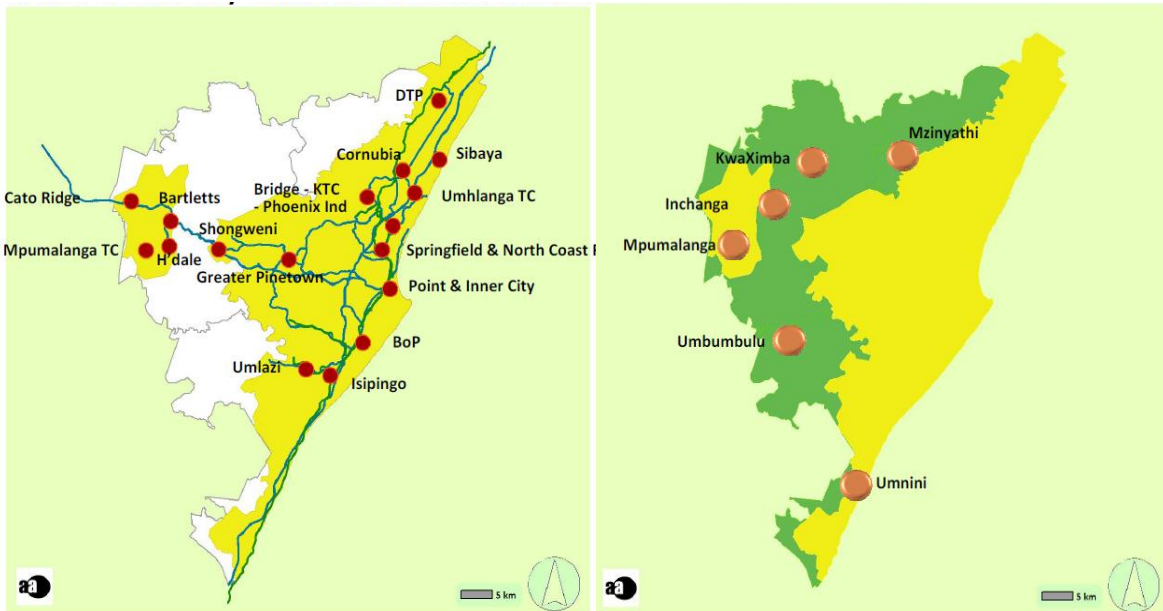 DTP
Cornubia
Sibaya
Bridge - KTC
- Phoenix Ind
Umhlanga TC
Cato Ridge
Bartletts
Shongweni
Mpumalanga TC
H'dale
Greater Pinetown
Springfield & North Coast R
Point & Inner City
BoP
Umlazi
Isipingo
aa
5 km
Mzinyathi
KwaXimba
Inchanga
Mpumalanga
Umbumbulu
Umnini
aa
5 km